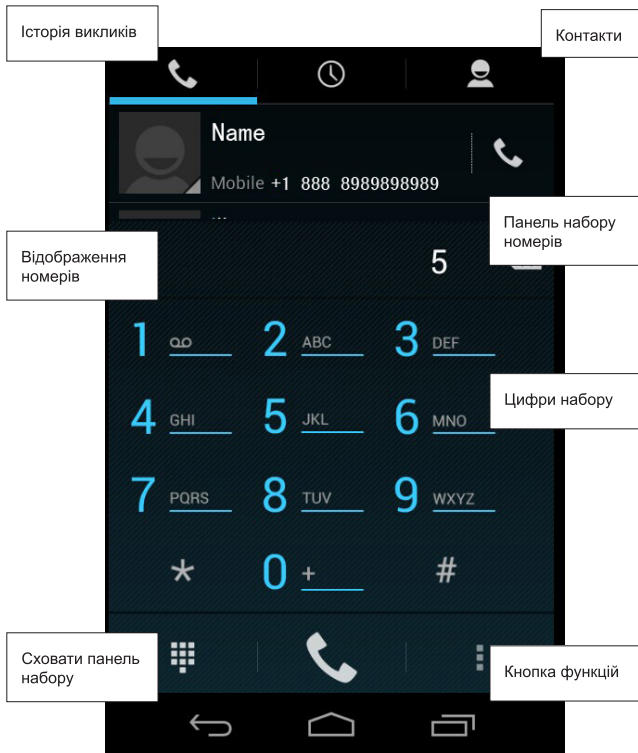 Історія викликів
Контакти
Name
Mobile +1 888 8989898989
Панель набору
номерів
Відображення
номерів
5
1
2 ABC
3 DEF
Цифри набору
4 GHI
5 JKL
6 MNO
7 PQRS
8 TUV
9 WXYZ
*
0 +
#
Сховати панель
набору
Кнопка функцій